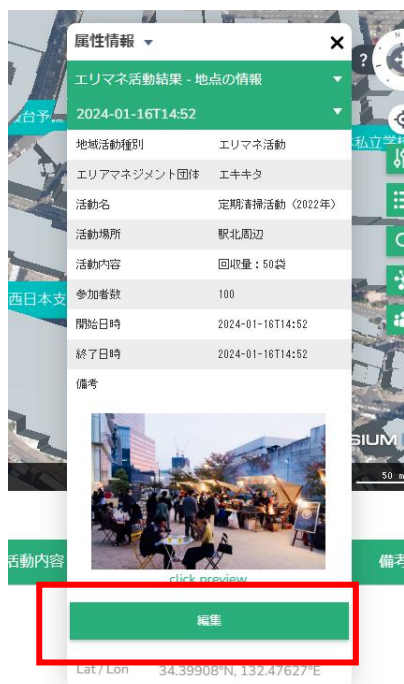 属性情報
エリマネ活動結果 - 地点の情報
2024-01-16T14:52
地域活動種別 エリマネ活動
エリアマネジメント団体 エキキタ
活動名 定期清掃活動（2022年）
活動場所 駅北周辺
活動内容 回収量：50袋
参加者数 100
開始日時 2024-01-16T14:52
終了日時 2024-01-16T14:52
備考
click preview
編集
Lat / Lon 34.39908°N, 132.47627°E
?
N
台予
私立学
西日本支
SIUM
50 m
活動内容
備考